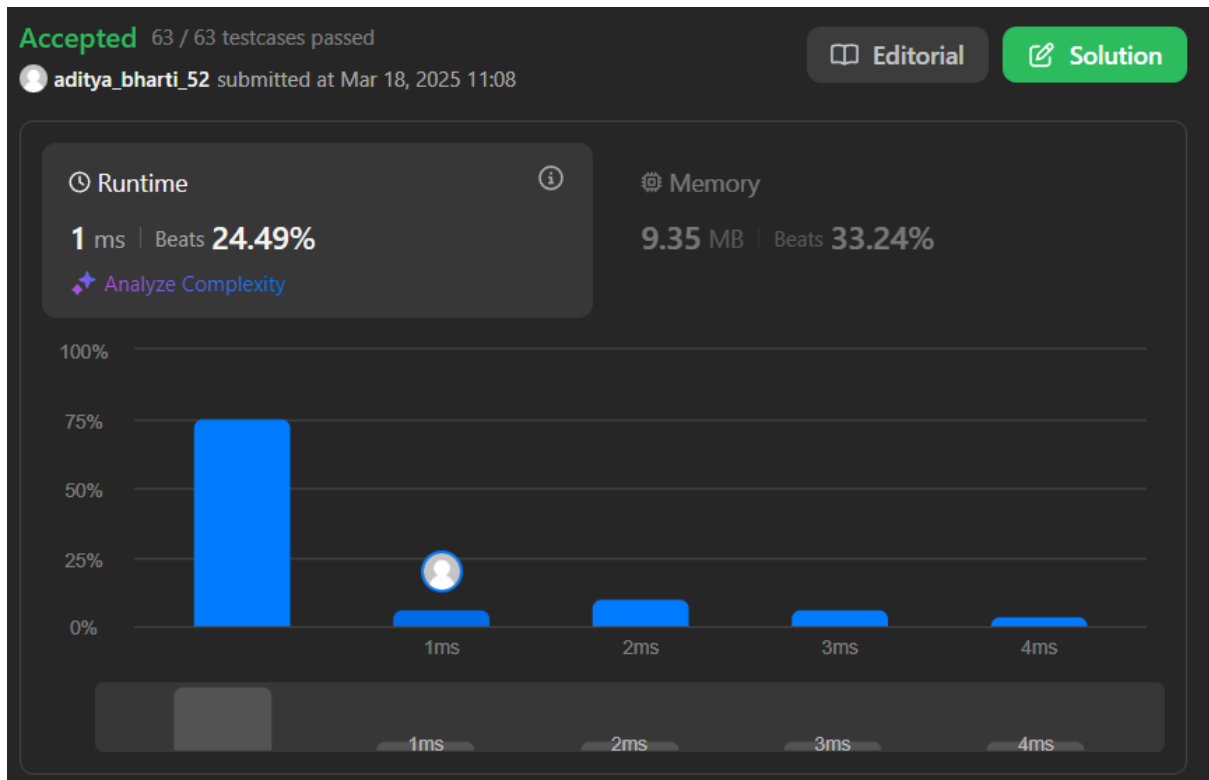 Accepted 63 / 63 testcases passed
aditya_bharti_52 submitted at Mar 18, 2025 11:08
Editorial
Solution
Runtime
1 ms | Beats 24.49%
Analyze Complexity
Memory
9.35 MB | Beats 33.24%
100%
75%
50%
25%
0%
1ms 2ms 3ms 4ms
1ms 2ms 3ms 4ms